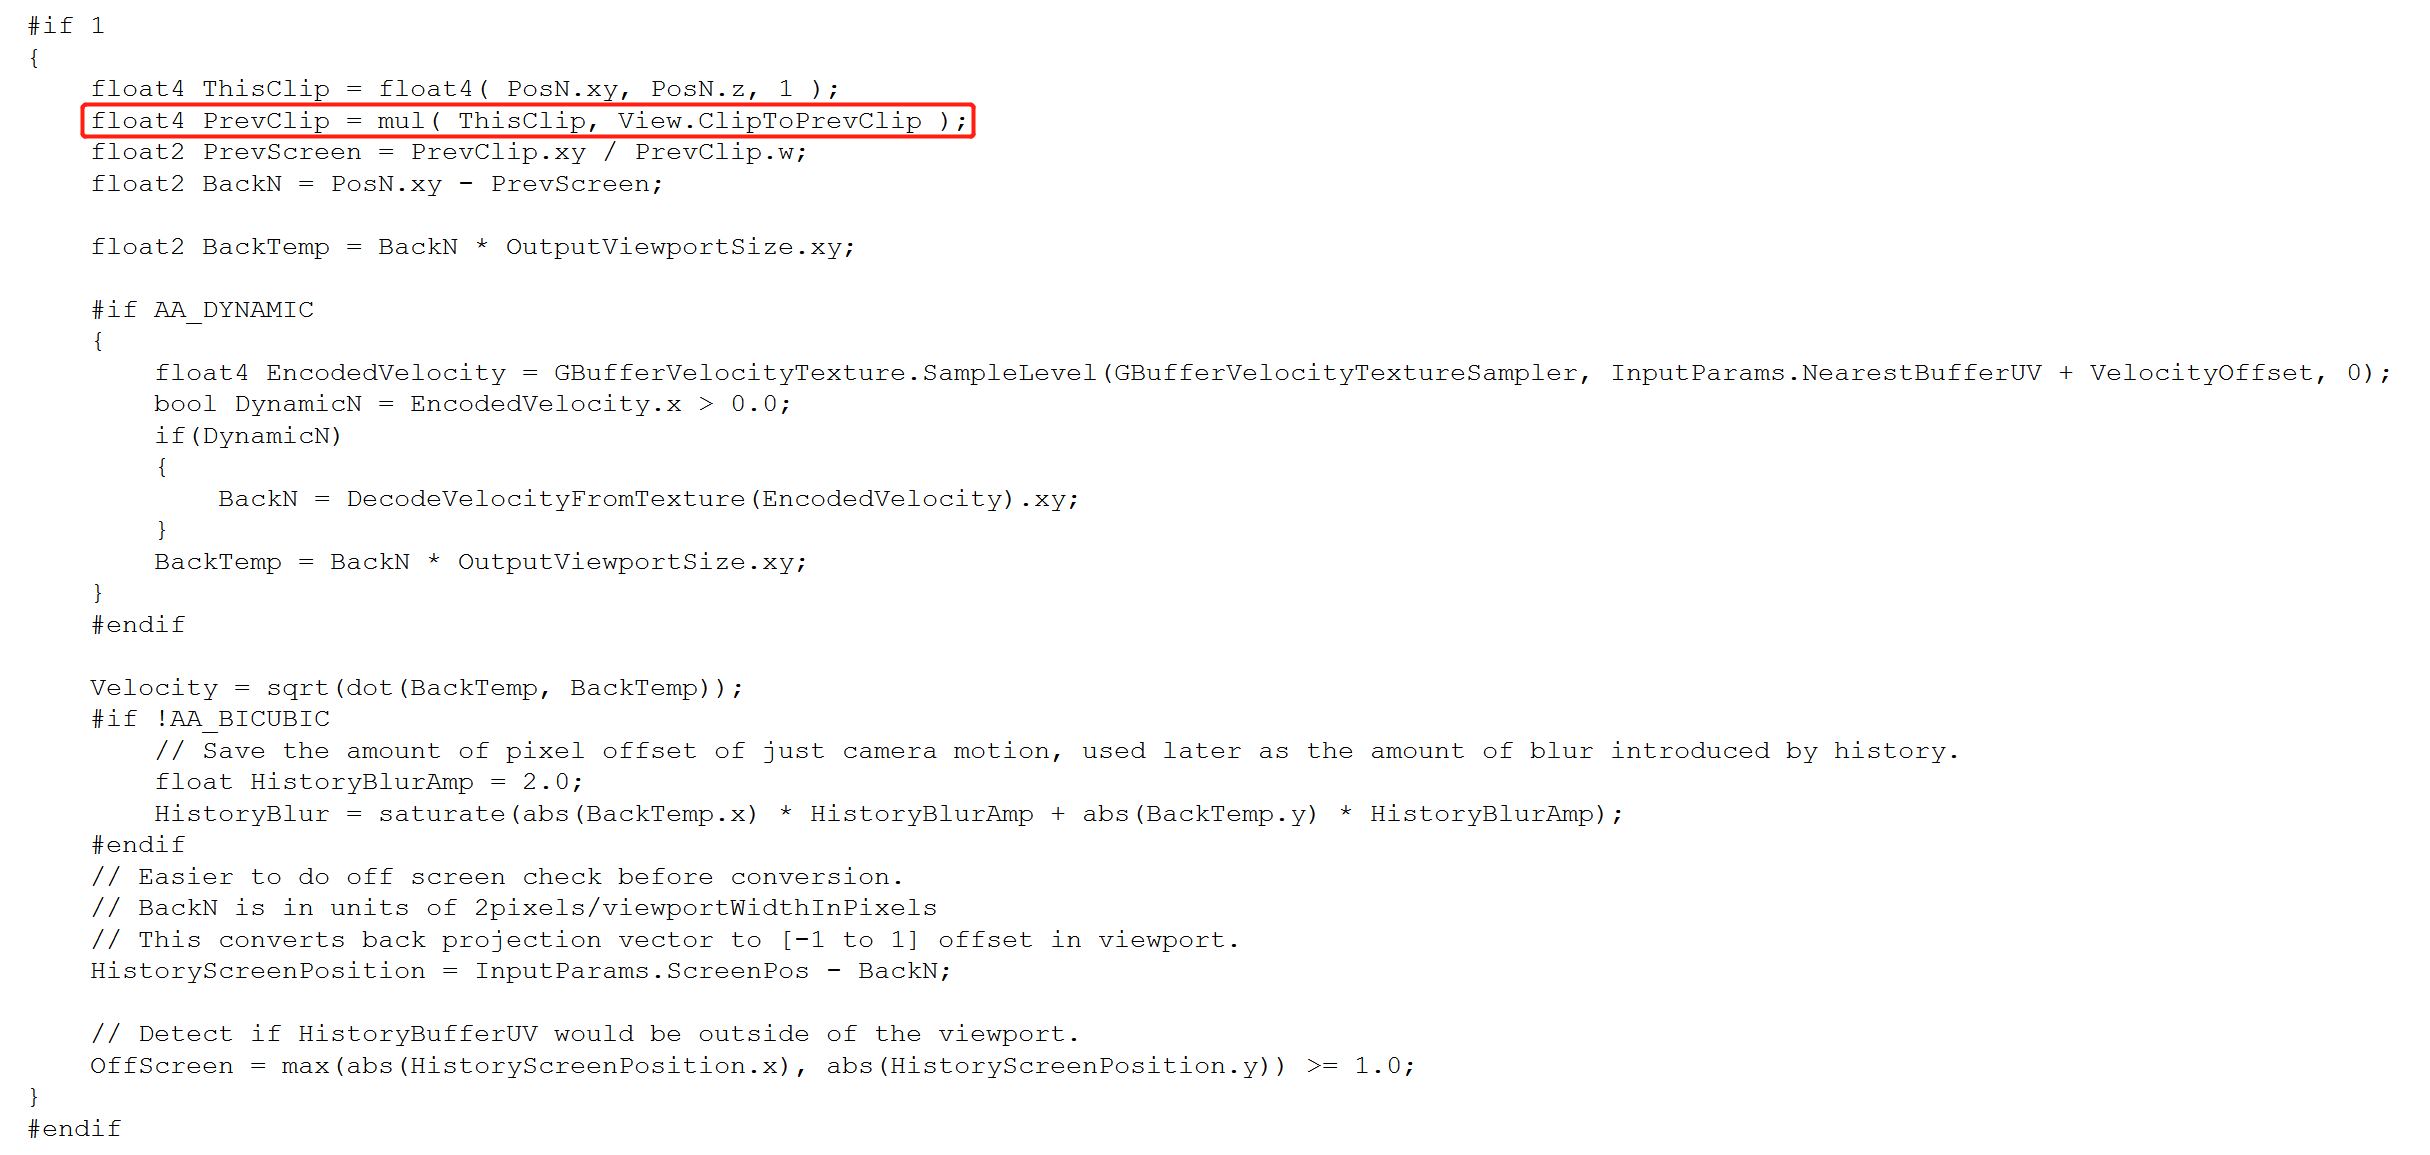 #if 1
{
    float4 ThisClip = float4( PosN.xy, PosN.z, 1 );
    float4 PrevClip = mul( ThisClip, View.ClipToPrevClip );
    float2 PrevScreen = PrevClip.xy / PrevClip.w;
    float2 BackN = PosN.xy - PrevScreen;

    float2 BackTemp = BackN * OutputViewportSize.xy;

    #if AA_DYNAMIC
    {
        float4 EncodedVelocity = GBufferVelocityTexture.SampleLevel(GBufferVelocityTextureSampler, InputParams.NearestBufferUV + VelocityOffset, 0);
        bool DynamicN = EncodedVelocity.x > 0.0;
        if(DynamicN)
        {
            BackN = DecodeVelocityFromTexture(EncodedVelocity).xy;
        }
        BackTemp = BackN * OutputViewportSize.xy;
    }
    #endif

    Velocity = sqrt(dot(BackTemp, BackTemp));
    #if !AA_BICUBIC
        // Save the amount of pixel offset of just camera motion, used later as the amount of blur introduced by history.
        float HistoryBlurAmp = 2.0;
        HistoryBlur = saturate(abs(BackTemp.x) * HistoryBlurAmp + abs(BackTemp.y) * HistoryBlurAmp);
    #endif
    // Easier to do off screen check before conversion.
    // BackN is in units of 2pixels/viewportWidthInPixels
    // This converts back projection vector to [-1 to 1] offset in viewport.
    HistoryScreenPosition = InputParams.ScreenPos - BackN;

    // Detect if HistoryBufferUV would be outside of the viewport.
    OffScreen = max(abs(HistoryScreenPosition.x), abs(HistoryScreenPosition.y)) >= 1.0;
}
#endif